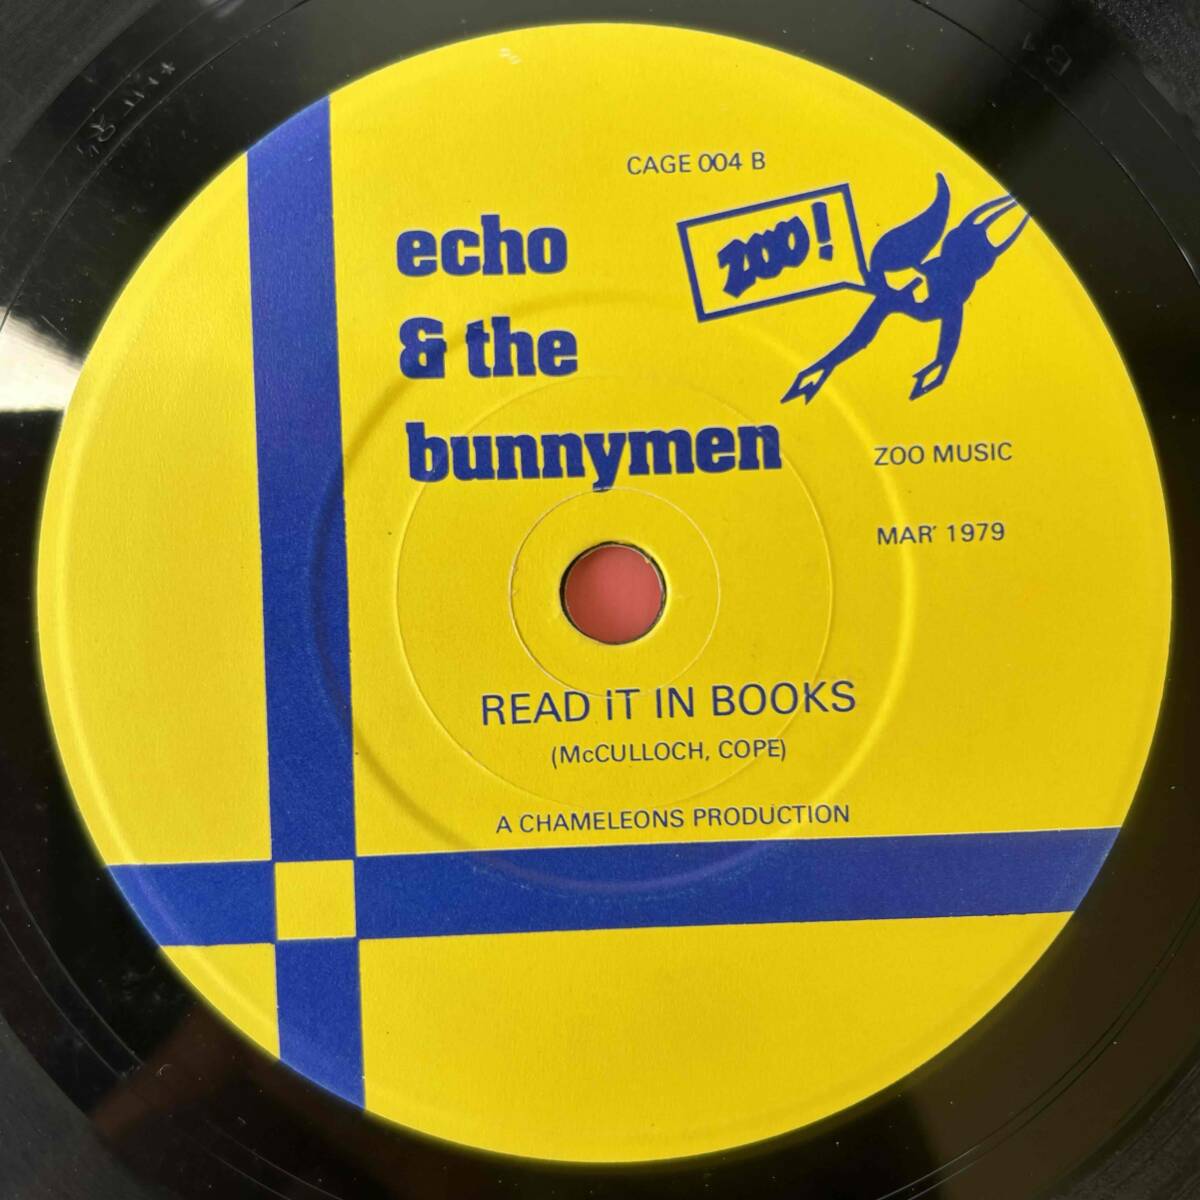 CAGE 004 B
echo
& the
bunnymen
ZOO!
ZOO MUSIC
MAR' 1979
READ IT IN BOOKS
(McCULLOCH, COPE)
A CHAMELEONS PRODUCTION